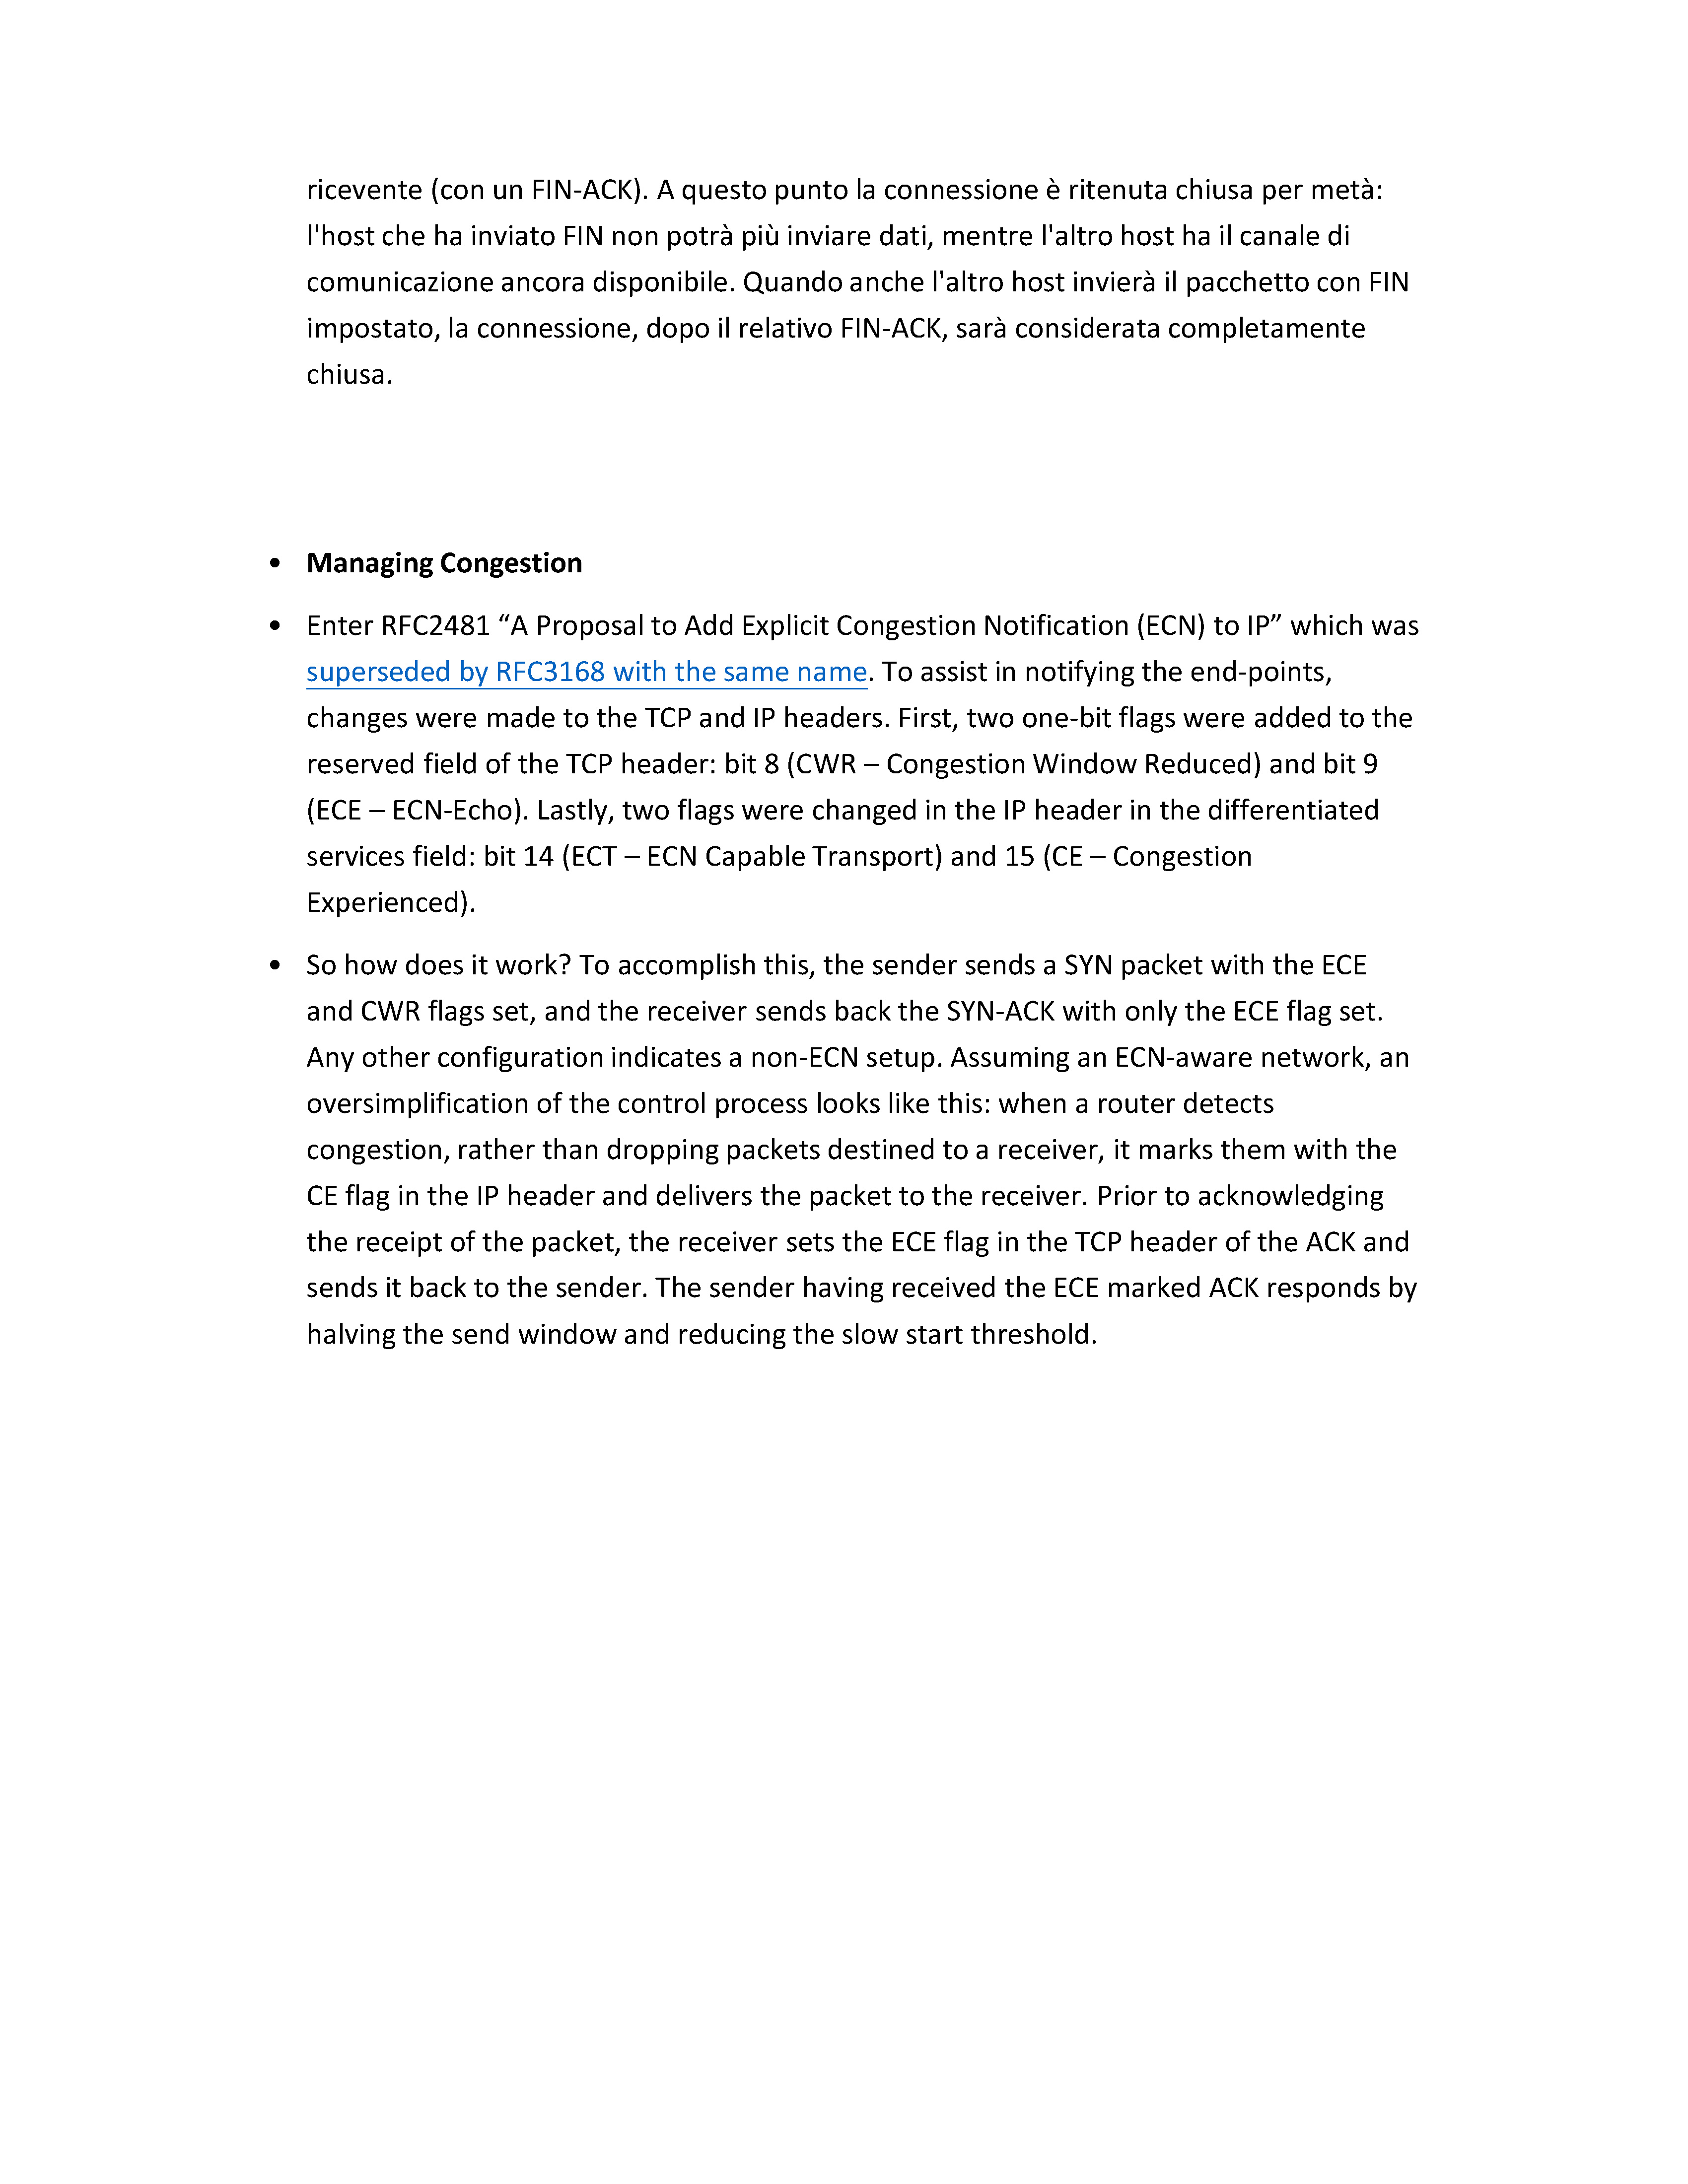 ricevente (con un FIN-ACK). A questo punto la connessione è ritenuta chiusa per metà:
l'host che ha inviato FIN non potrà più inviare dati, mentre l'altro host ha il canale di
comunicazione ancora disponibile. Quando anche l'altro host invierà il pacchetto con FIN
impostato, la connessione, dopo il relativo FIN-ACK, sarà considerata completamente
chiusa.
• Managing Congestion
• Enter RFC2481 “A Proposal to Add Explicit Congestion Notification (ECN) to IP” which was
superseded by RFC3168 with the same name. To assist in notifying the end-points,
changes were made to the TCP and IP headers. First, two one-bit flags were added to the
reserved field of the TCP header: bit 8 (CWR – Congestion Window Reduced) and bit 9
(ECE – ECN-Echo). Lastly, two flags were changed in the IP header in the differentiated
services field: bit 14 (ECT – ECN Capable Transport) and 15 (CE – Congestion
Experienced).
• So how does it work? To accomplish this, the sender sends a SYN packet with the ECE
and CWR flags set, and the receiver sends back the SYN-ACK with only the ECE flag set.
Any other configuration indicates a non-ECN setup. Assuming an ECN-aware network, an
oversimplification of the control process looks like this: when a router detects
congestion, rather than dropping packets destined to a receiver, it marks them with the
CE flag in the IP header and delivers the packet to the receiver. Prior to acknowledging
the receipt of the packet, the receiver sets the ECE flag in the TCP header of the ACK and
sends it back to the sender. The sender having received the ECE marked ACK responds by
halving the send window and reducing the slow start threshold.